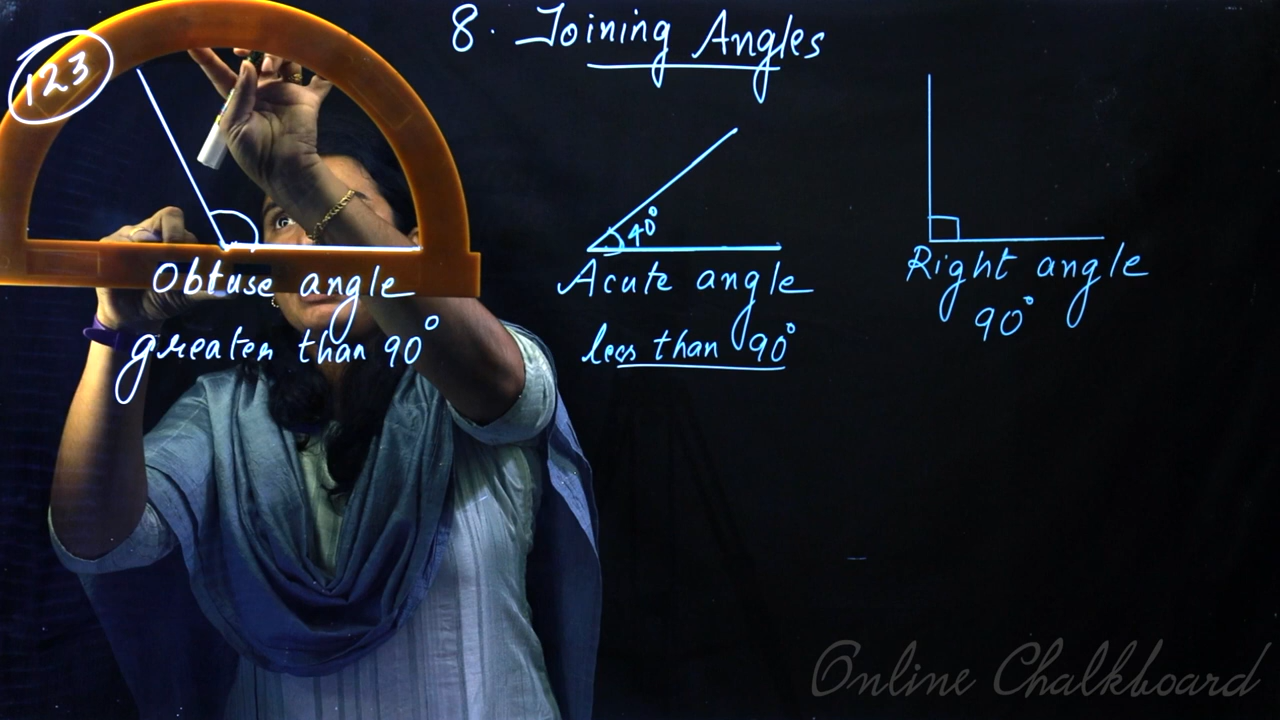 123
8. Joining Angles
Obtuse angle
greater than 90°
40°
Acute angle
less than 90°
Right angle
90°
Online Chalkboard